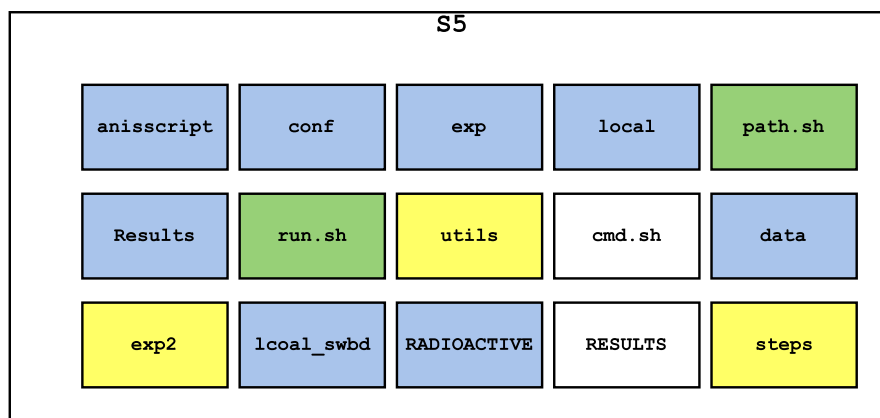 S5
anisscript conf exp local path.sh
Results run.sh utils cmd.sh data
exp2 lcoal_swbd RADIOACTIVE RESULTS steps